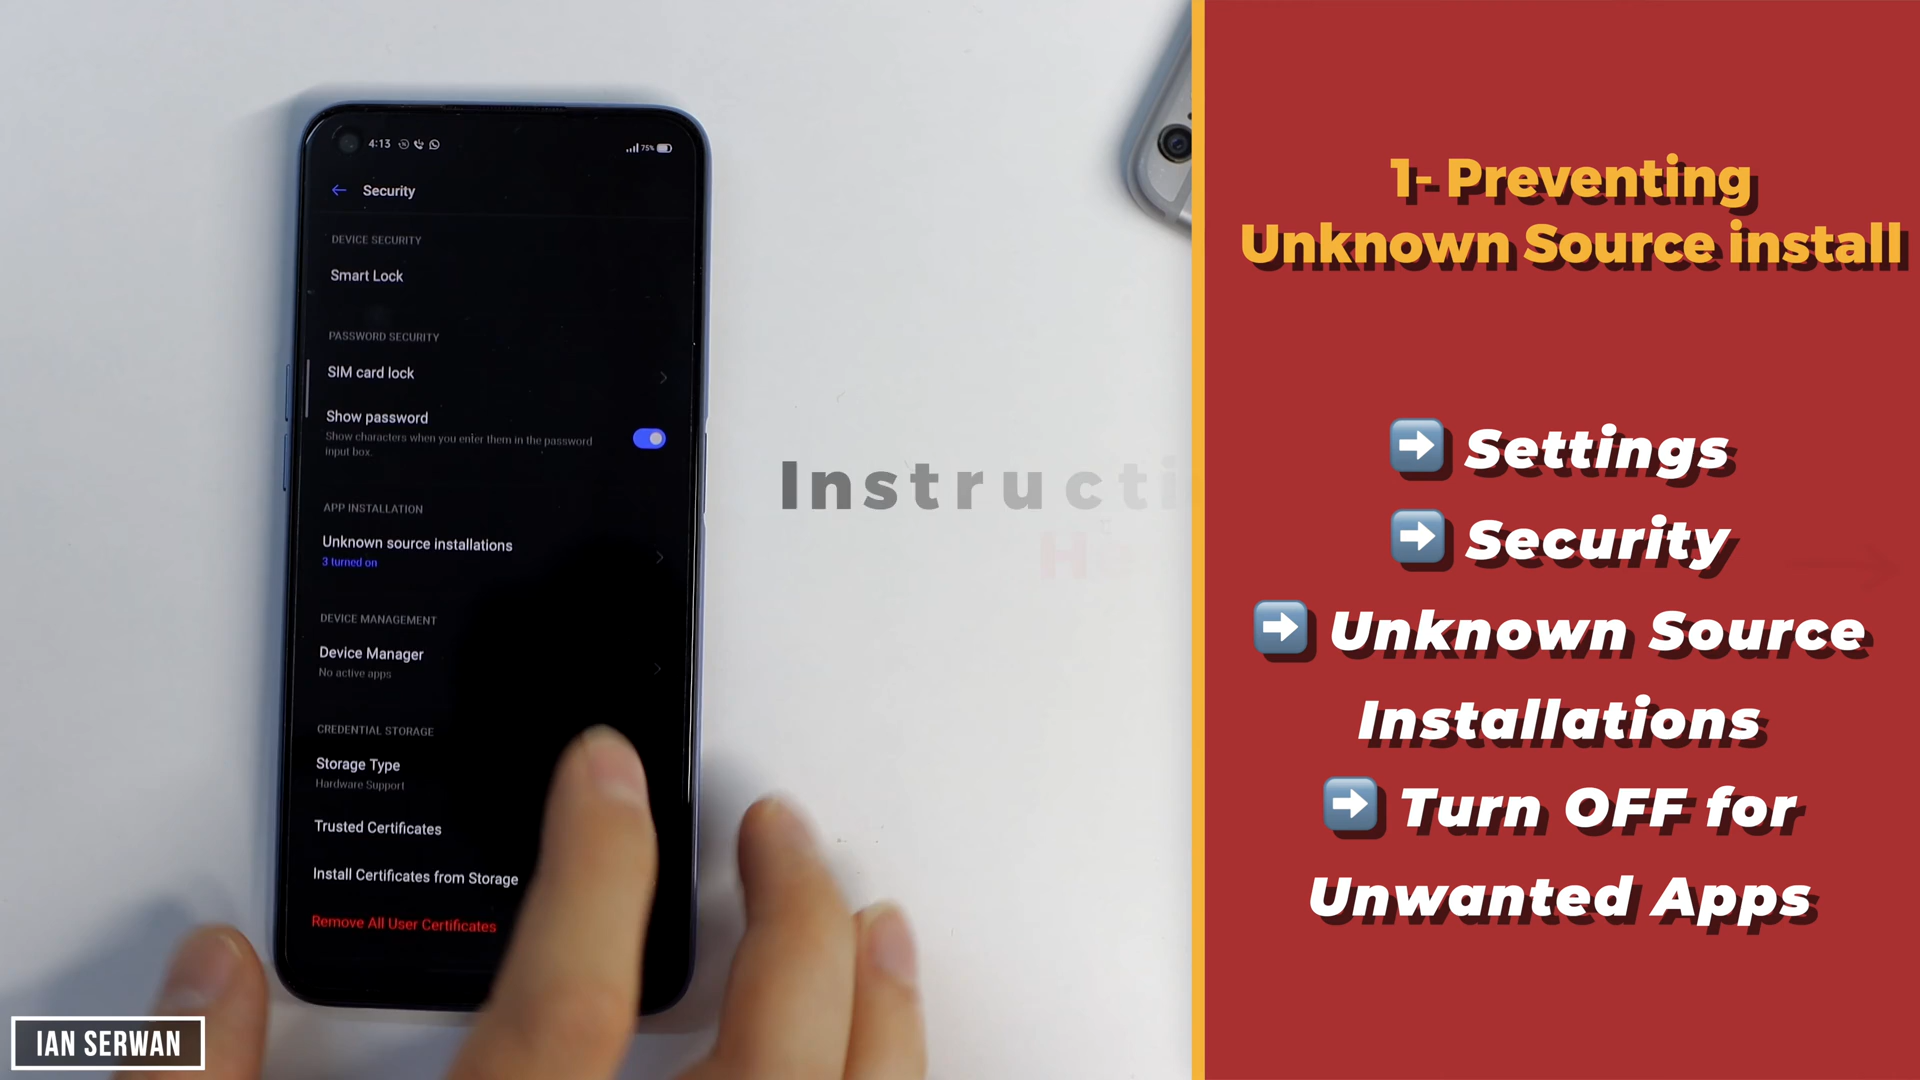 4:13
75%
Security
DEVICE SECURITY
Smart Lock
PASSWORD SECURITY
SIM card lock
Show password
Show characters when you enter them in the password
input box.
APP INSTALLATION
Unknown source installations
3 turned on
DEVICE MANAGEMENT
Device Manager
No active apps
CREDENTIAL STORAGE
Storage Type
Hardware Support
Trusted Certificates
Install Certificates from Storage
Remove All User Certificates
Instructi
He
1- Preventing
Unknown Source install
➡️ Settings
➡️ Security
➡️ Unknown Source
Installations
➡️ Turn OFF for
Unwanted Apps
IAN SERWAN